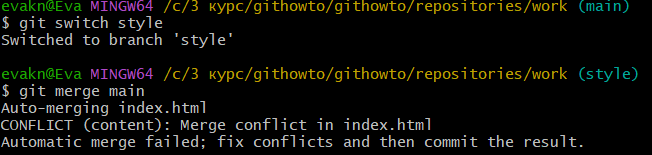 evakn@Eva MINGW64 /c/3 курс/githowto/githowto/repositories/work (main)
$ git switch style
Switched to branch 'style'
evakn@Eva MINGW64 /c/3 курс/githowto/githowto/repositories/work (style)
$ git merge main
Auto-merging index.html
CONFLICT (content): Merge conflict in index.html
Automatic merge failed; fix conflicts and then commit the result.